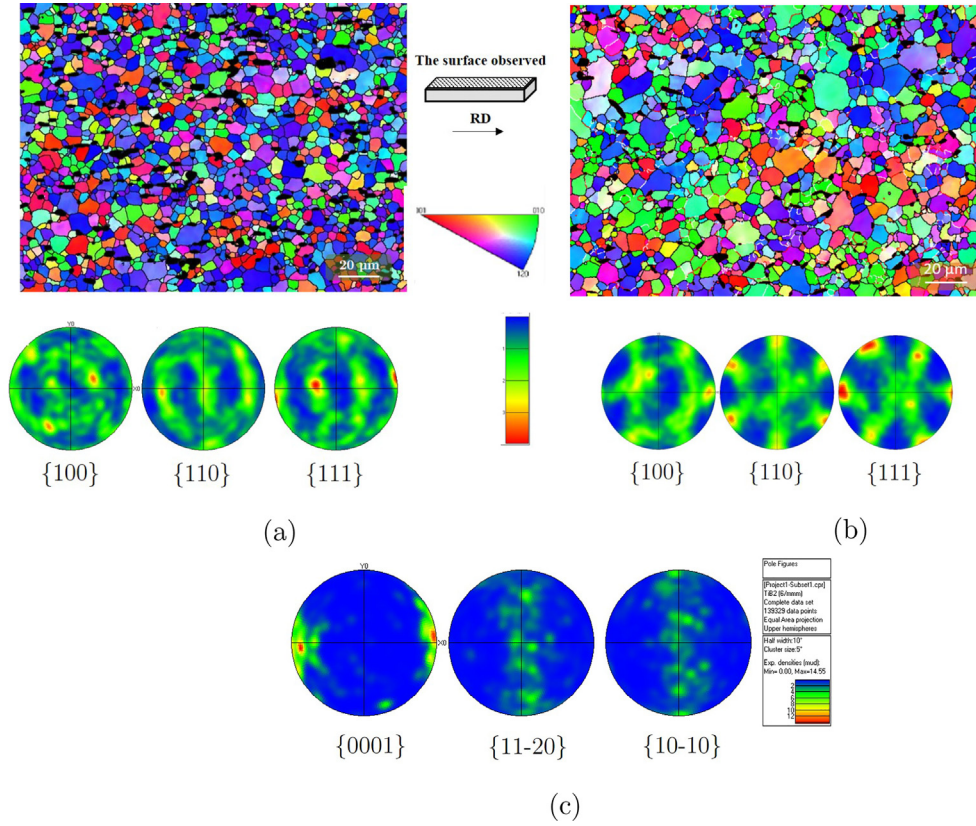 The surface observed
RD
20 µm
20 µm
001
010
120
Y0
X0
1
2
3
{100}
{110}
{111}
{100}
{110}
{111}
(a)
(b)
Y0
X0
{0001}
{11-20}
{10-10}
Pole Figures
[Project1-Subset1.cpr]
TiB2 (6/mmm)
Complete data set
139329 data points
Equal Area projection
Upper hemispheres
Half width:10°
Cluster size:5°
Exp. densities (mud):
Min= 0.00, Max=14.55
2
4
6
8
10
12
(c)